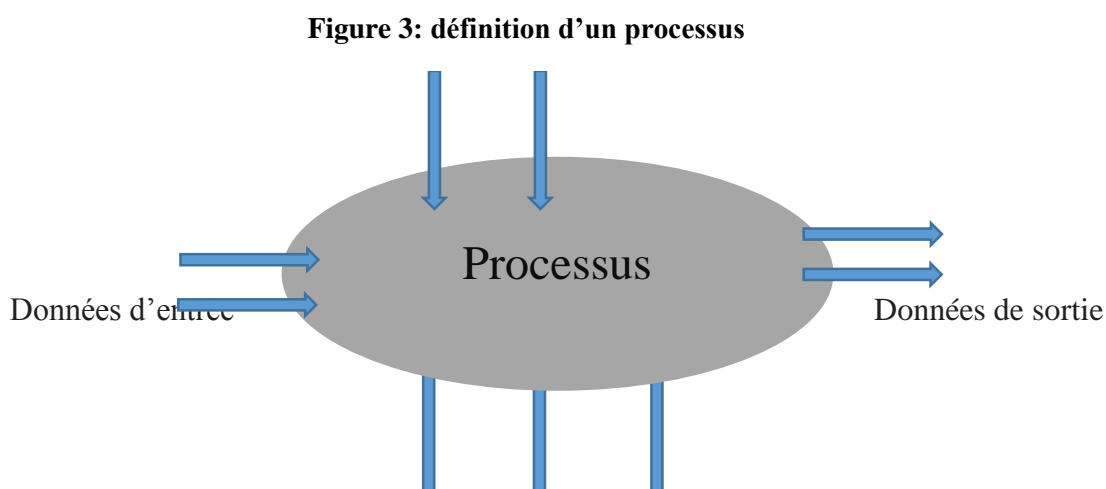 Figure 3: définition d’un processus
Processus
Données d’entrée
Données de sortie